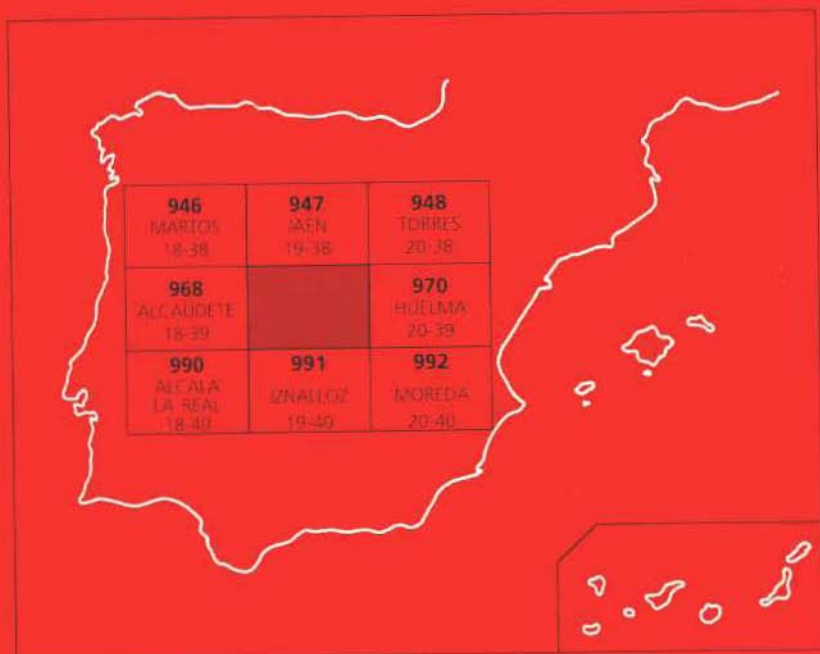 946
MARTOS
18-38
947
JAEN
19-38
948
TORRES
20-38
968
ALCAUDETE
18-39
970
HUELMA
20-39
990
ALCALA
LA REAL
18-40
991
IZNALLOZ
19-40
992
MOREDA
20-40